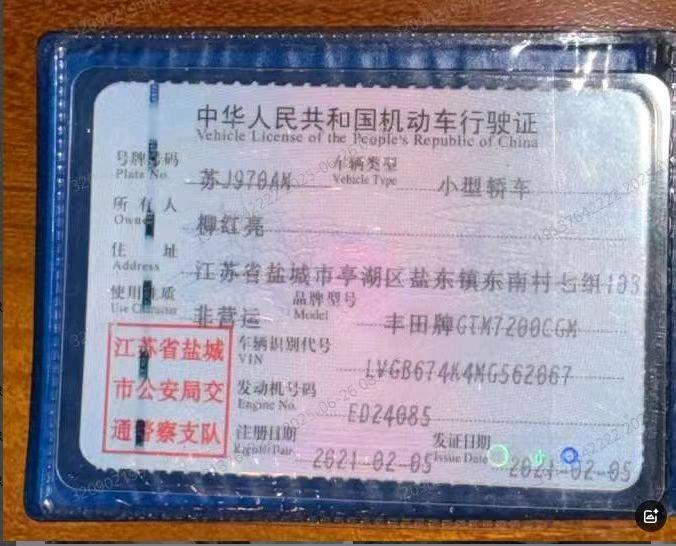 中华人民共和国机动车行驶证
Vehicle License of the People's Republic of China
号牌号码 苏J970AM 车辆类型 小型轿车
Plate No. Vehicle Type
所有人 柳红亮
Owner
住址 江苏省盐城市亭湖区盐东镇东南村七组103
Address
使用性质 非营运 品牌型号 丰田牌GTM7200CGM
Use Character Model
江苏省盐城
市公安局交
通警察支队
车辆识别代号 LVGB674K4MG562067
VIN
发动机号码 ED24085
Engine No.
注册日期 2021-02-05 发证日期 2021-02-05
Register Date Issue Date